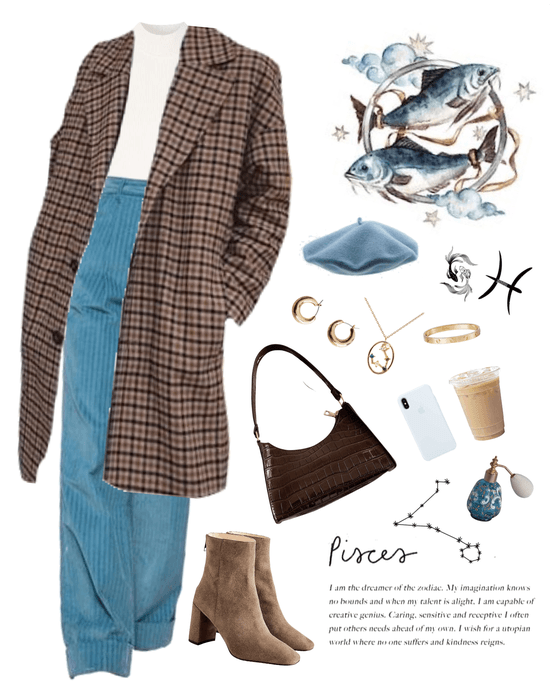 Pisces
I am the dreamer of the zodiac. My imagination knows
no bounds and when my talent is alight, I am capable of
creative genius. Caring, sensitive and receptive I often
put others needs ahead of my own. I wish for a utopian
world where no one suffers and kindness reigns.